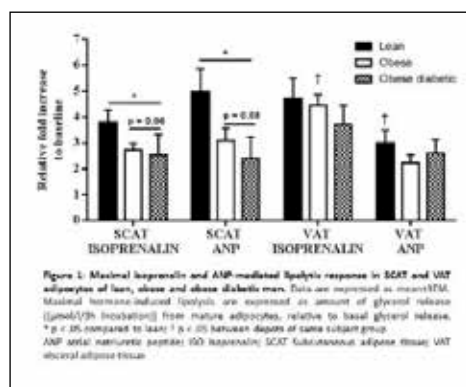 7
6
5
4
3
2
1
0
Relative fold increase
to baseline
Lean
Obese
Obese diabetic
*
p = 0.06
*
p = 0.08
†
†
SCAT
ISOPRENALIN
SCAT
ANP
VAT
ISOPRENALIN
VAT
ANP
Figure 1: Maximal isoprenalin and ANP-mediated lipolytic response in SCAT and VAT
adipocytes of lean, obese and obese diabetic men. Data are expressed as mean±SEM.
Maximal hormone-induced lipolysis are expressed as amount of glycerol release
incubation)) from mature adipocytes, relative to basal glycerol release.
* p < .05 compared to lean; † p < .05 between depots of same subject group.
ANP atrial natriuretic peptide; ISO isoprenalin; SCAT Subcutaneous adipose tissue; VAT
visceral adipose tissue